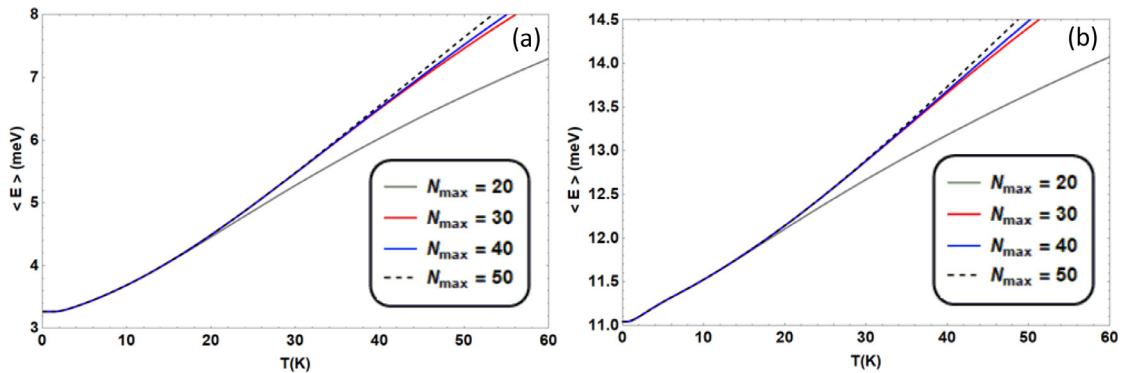 (a)
8
7
6
5
4
3
< E > (meV)
N_max = 20
N_max = 30
N_max = 40
N_max = 50
0 10 20 30 40 50 60
T(K)
(b)
14.5
14.0
13.5
13.0
12.5
12.0
11.5
11.0
< E > (meV)
N_max = 20
N_max = 30
N_max = 40
N_max = 50
0 10 20 30 40 50 60
T(K)